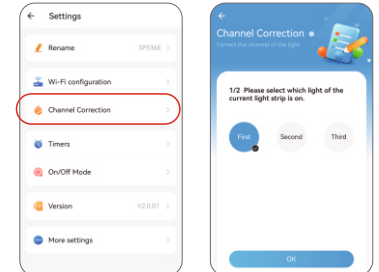 Settings
Rename SP536E
Wi-Fi configuration
Channel Correction
Timers
On/Off Mode
Version V2.0.01
More settings
Channel Correction
Correct the channel of the light
1/2 Please select which light of the
current light strip is on.
First Second Third
OK